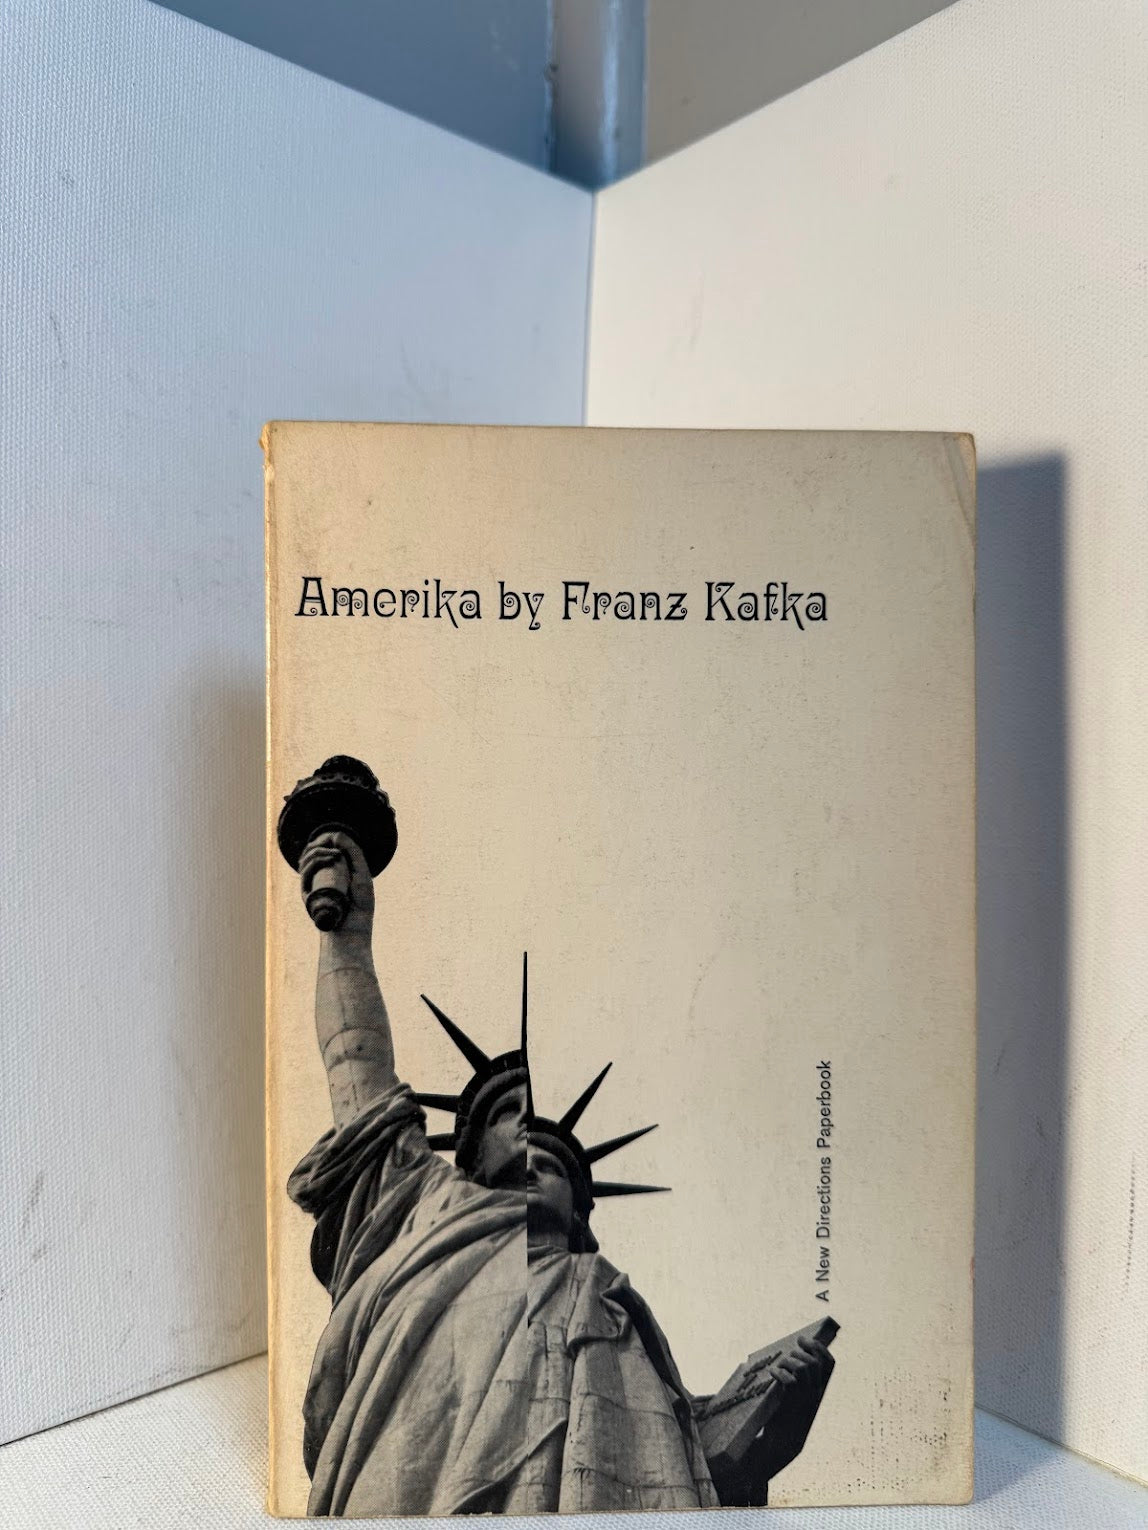 Amerika by Franz Kafka
A New Directions Paperbook